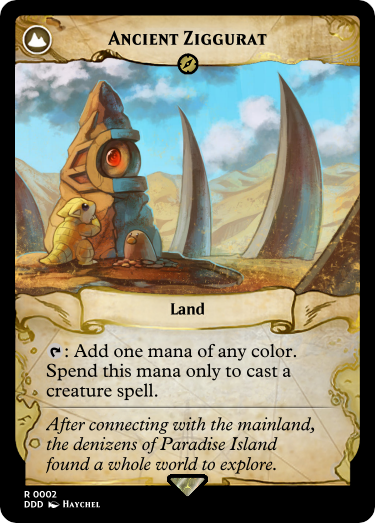 Ancient Ziggurat
Land
: Add one mana of any color.
Spend this mana only to cast a
creature spell.
After connecting with the mainland,
the denizens of Paradise Island
found a whole world to explore.
R 0002
DDD Haychel